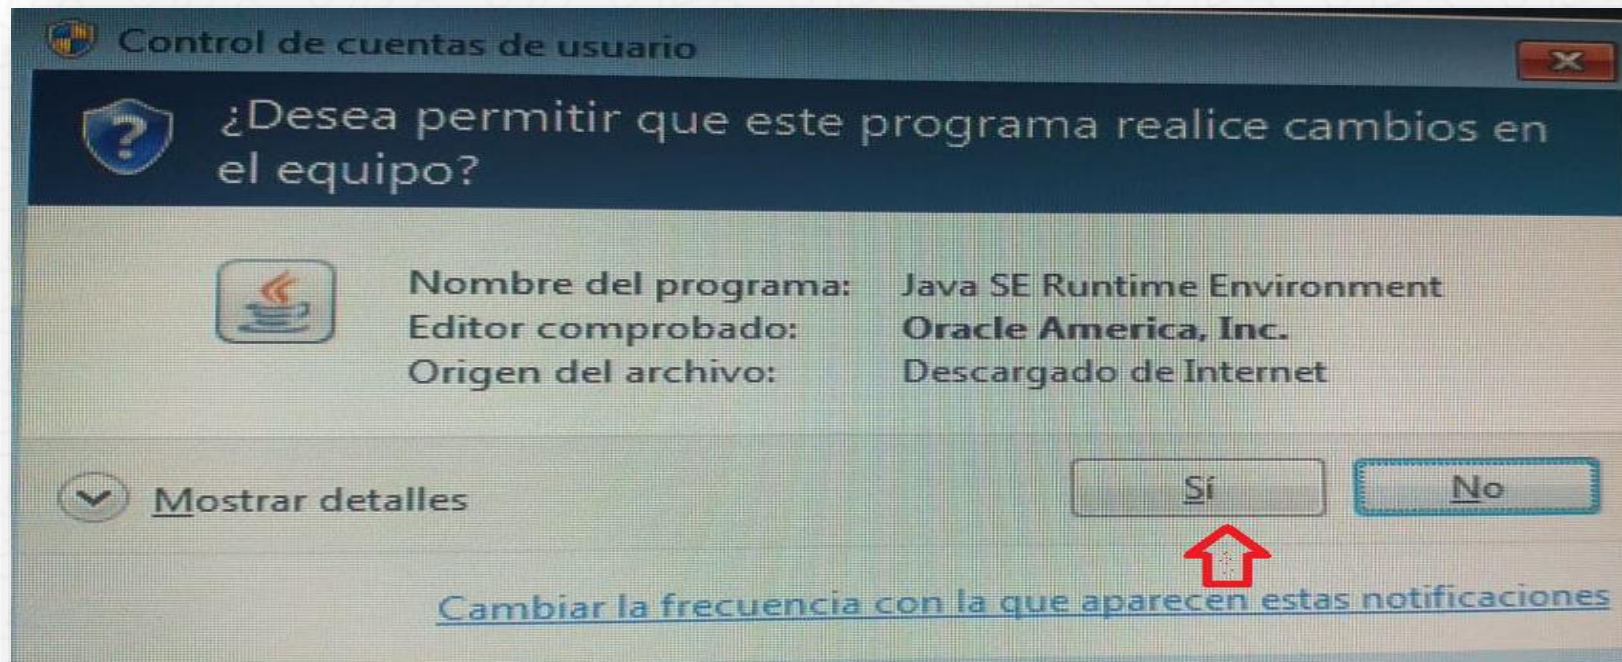 Control de cuentas de usuario
¿Desea permitir que este programa realice cambios en
el equipo?
Nombre del programa: Java SE Runtime Environment
Editor comprobado: Oracle America, Inc.
Origen del archivo: Descargado de Internet
Mostrar detalles
Sí No
Cambiar la frecuencia con la que aparecen estas notificaciones